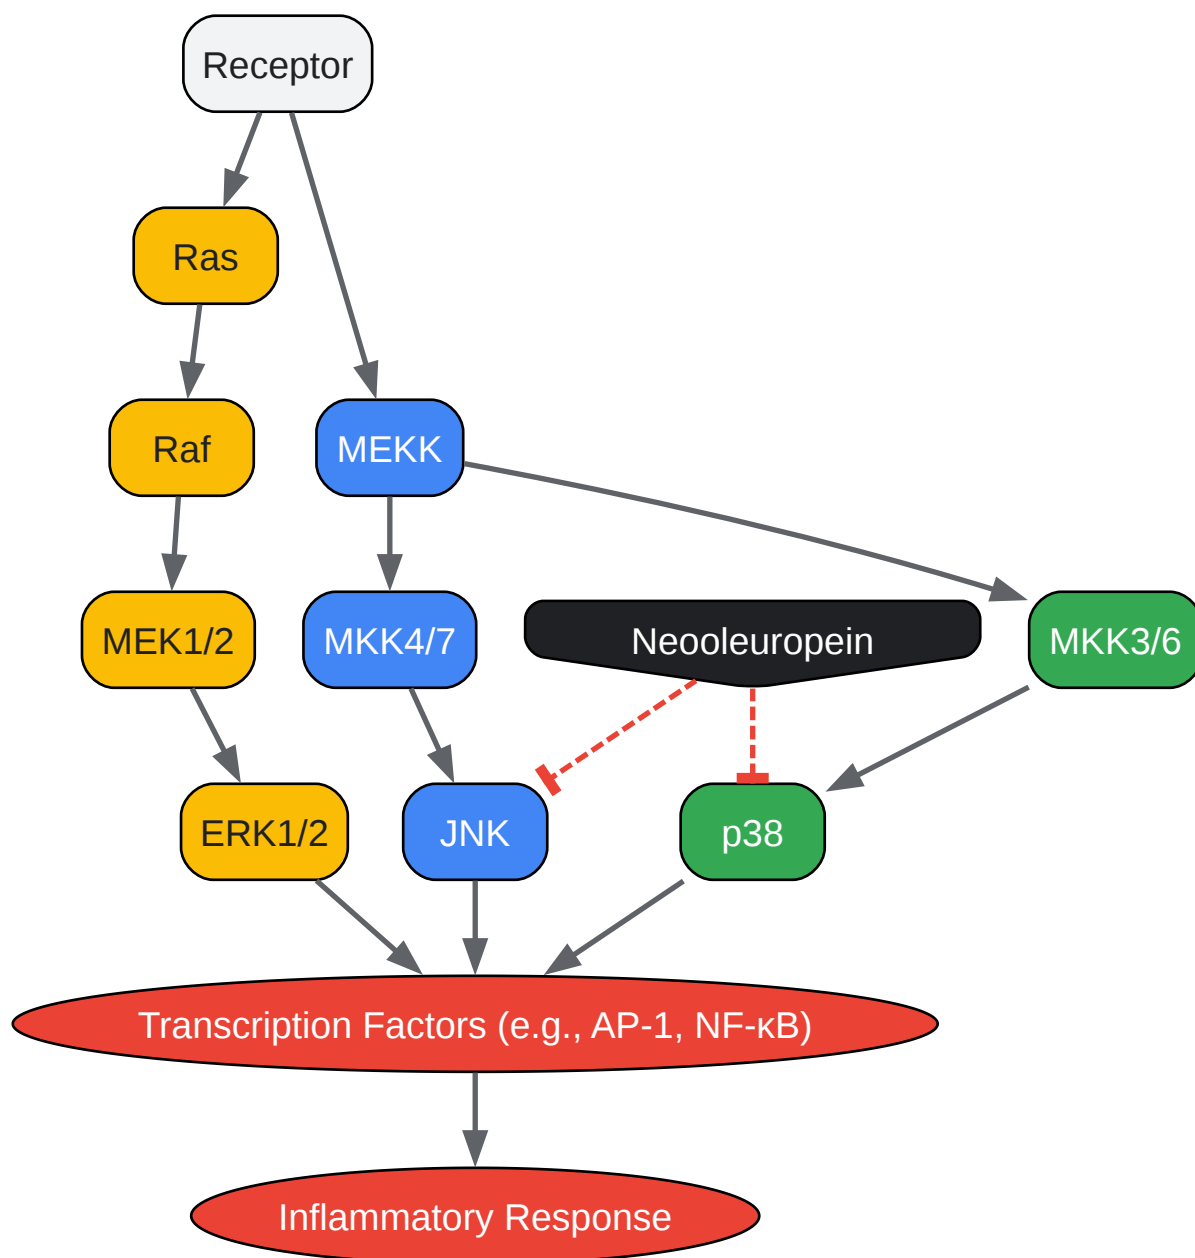 Receptor
Ras
Raf
MEKK
MEK1/2
MKK4/7
Neooleuropein
MKK3/6
ERK1/2
JNK
p38
Transcription Factors (e.g., AP-1, NF-κB)
Inflammatory Response